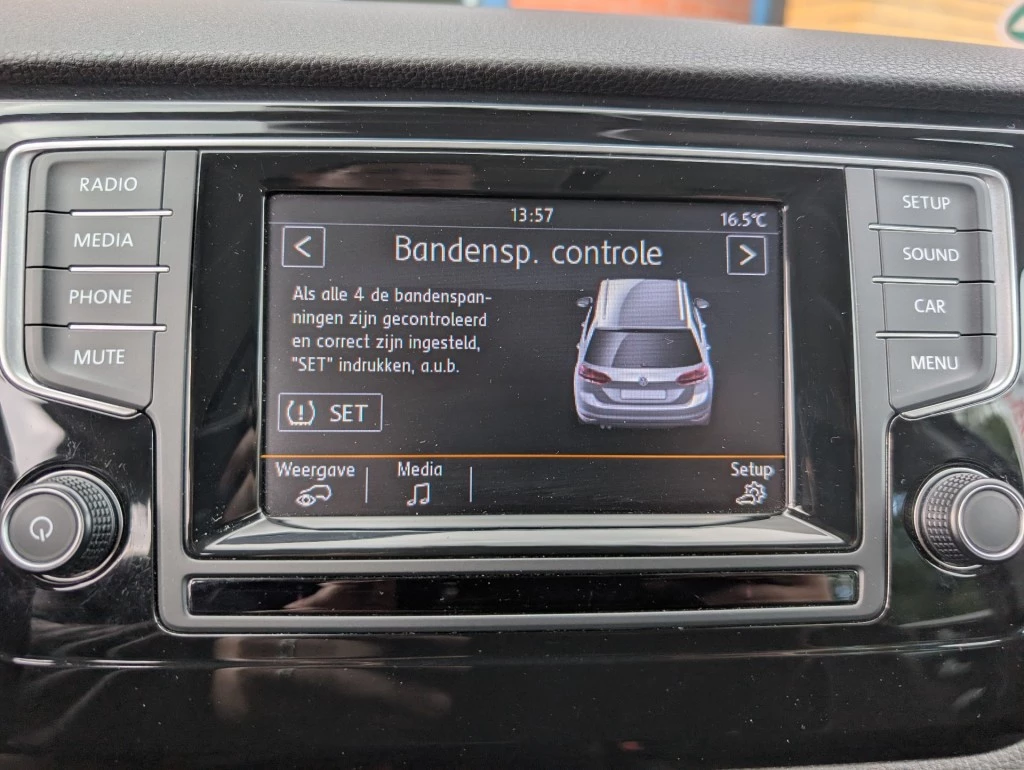 RADIO
MEDIA
PHONE
MUTE
13:57
16.5℃
<
Bandensp. controle
>
Als alle 4 de bandenspan-
ningen zijn gecontroleerd
en correct zijn ingesteld,
"SET" indrukken, a.u.b.
(!) SET
Weergave
Media
Setup
SETUP
SOUND
CAR
MENU